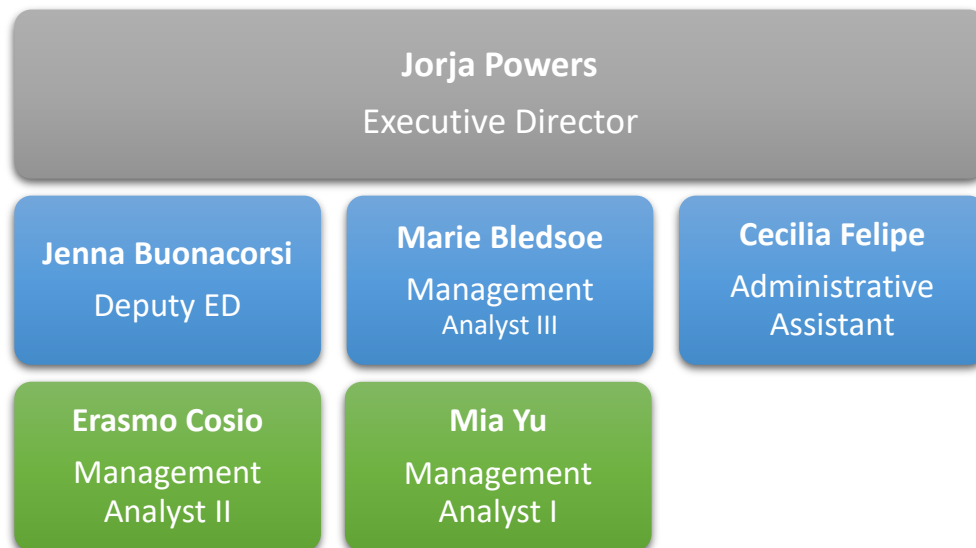 Jorja Powers
Executive Director
Jenna Buonacorsi
Deputy ED
Marie Bledsoe
Management
Analyst III
Cecilia Felipe
Administrative
Assistant
Erasmo Cosio
Management
Analyst II
Mia Yu
Management
Analyst I